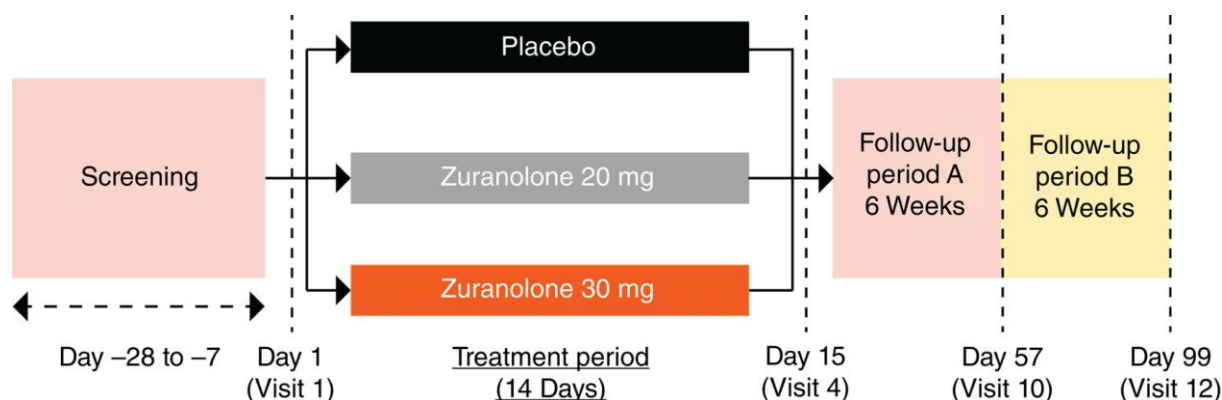 Placebo
Screening
Zuranolone 20 mg
Zuranolone 30 mg
Follow-up
period A
6 Weeks
Follow-up
period B
6 Weeks
Day –28 to –7
Day 1
(Visit 1)
Treatment period
(14 Days)
Day 15
(Visit 4)
Day 57
(Visit 10)
Day 99
(Visit 12)